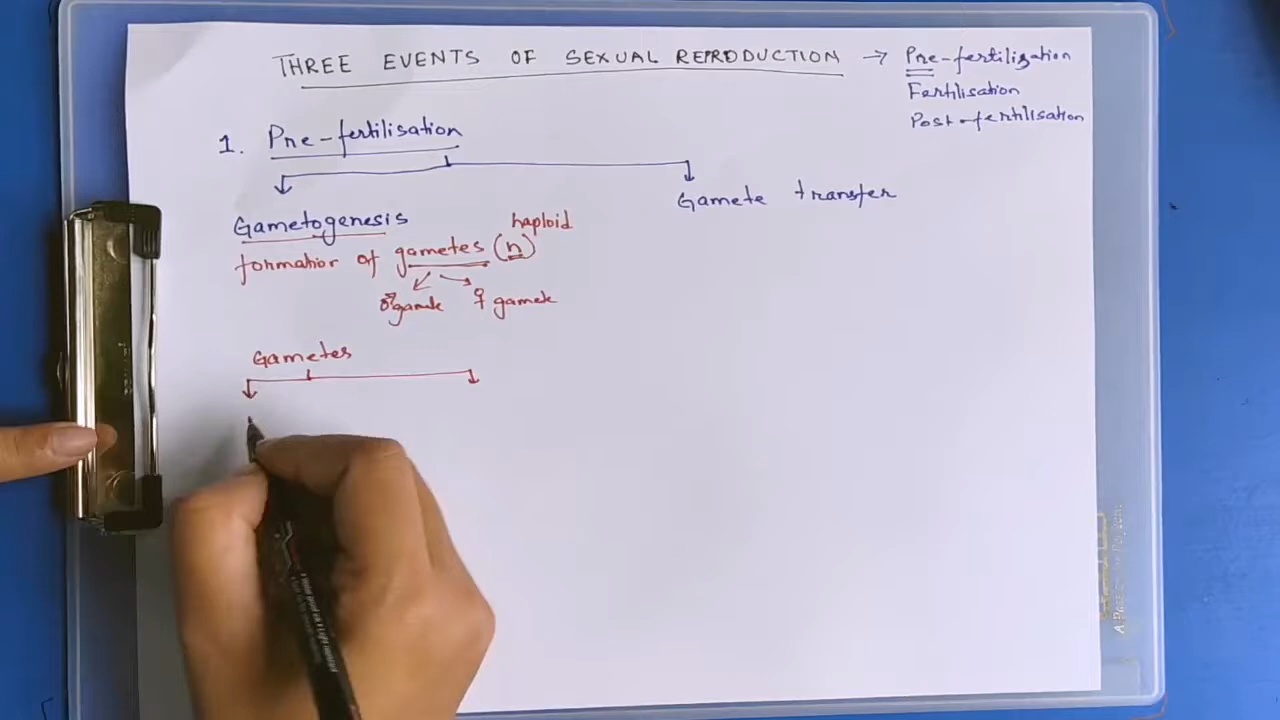 THREE EVENTS OF SEXUAL REPRODUCTION → Pre-fertilization
Fertilisation
Post-fertilisation
1. Pre-fertilisation
Gametogenesis
Gamete transfer
haploid
formation of gametes (n)
♂ gamete ♀ gamete
Gametes